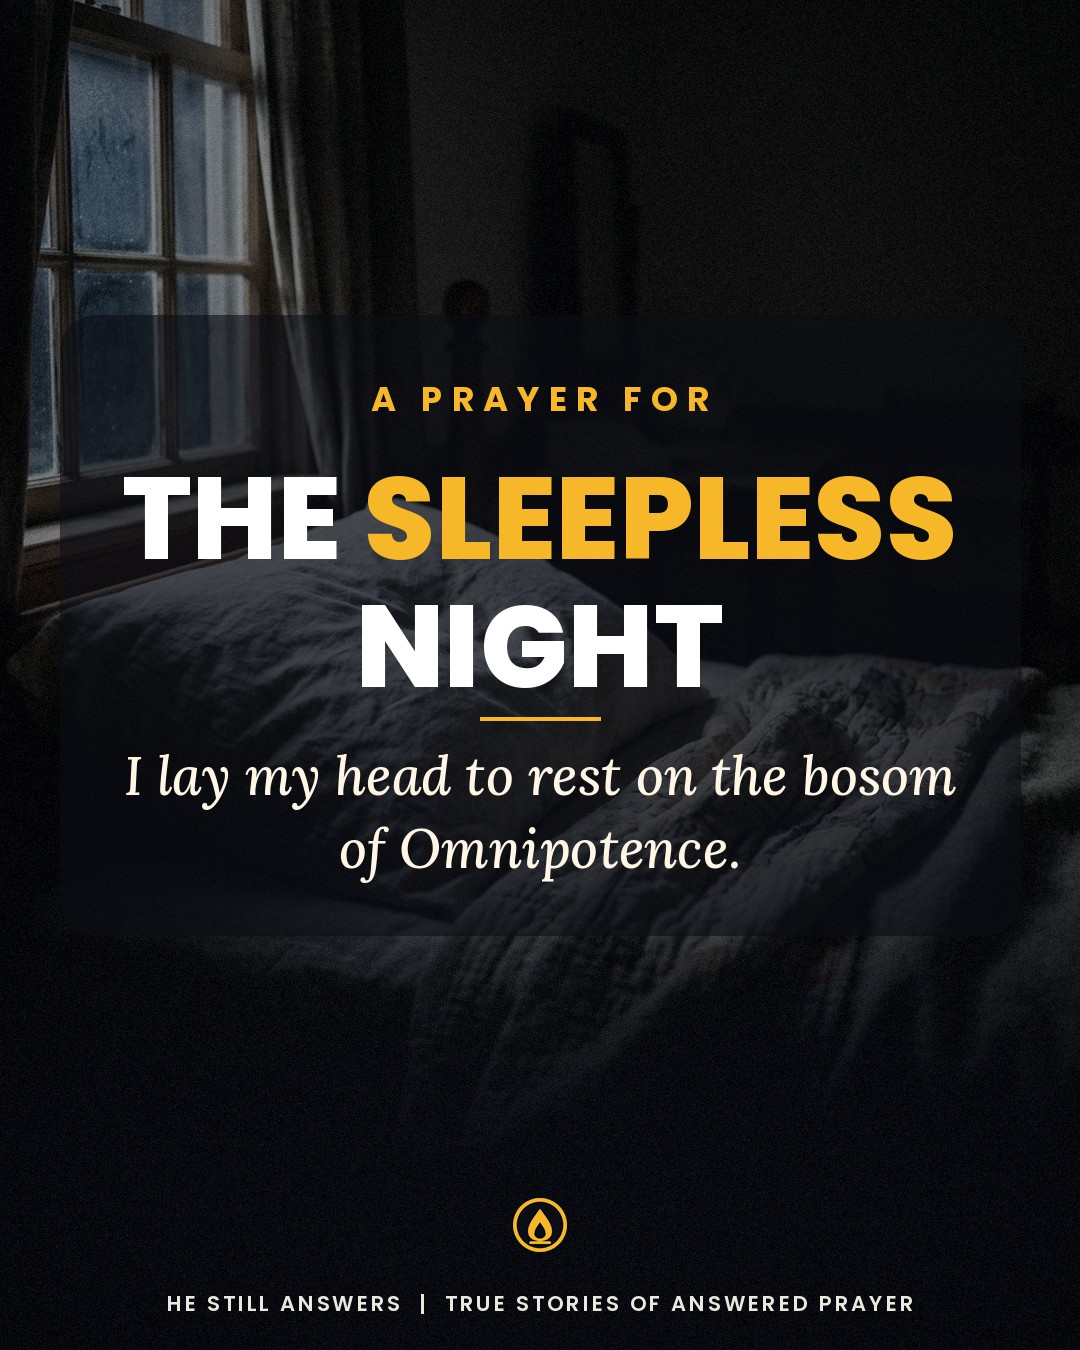 A PRAYER FOR
THE SLEEPLESS
NIGHT
I lay my head to rest on the bosom
of Omnipotence.
HE STILL ANSWERS | TRUE STORIES OF ANSWERED PRAYER